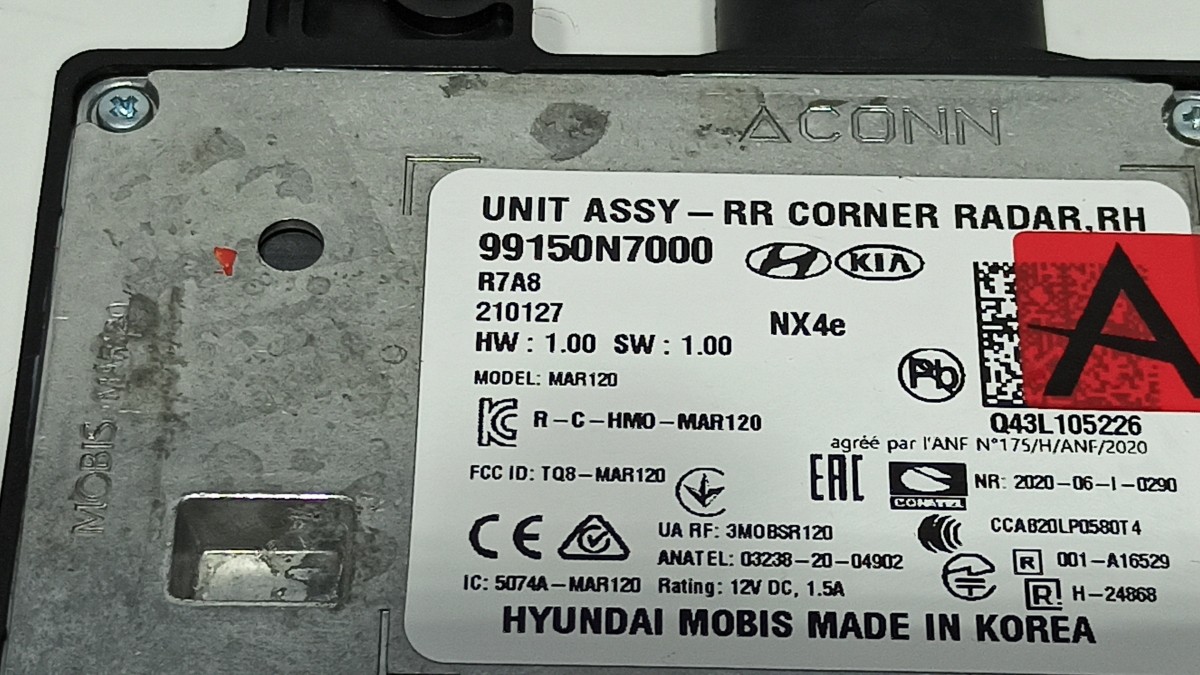 ACONN
UNIT ASSY – RR CORNER RADAR,RH
99150N7000
KIA
R7A8
210127
NX4e
HW : 1.00 SW : 1.00
MODEL: MAR120
Pb
A
R-C-HMO-MAR120
Q43L105226
agréé par l'ANF N°175/H/ANF/2020
FCC ID: TQ8-MAR120
EAC
CONATEL
NR: 2020-06-I-0290
CE
UA RF: 3MOBSR120
CCAB20LP0580T4
ANATEL: 03238-20-04902
R 001-A16529
IC: 5074A-MAR120 Rating: 12V DC, 1.5A
R! H-24868
HYUNDAI MOBIS MADE IN KOREA
MOBIS MAR120